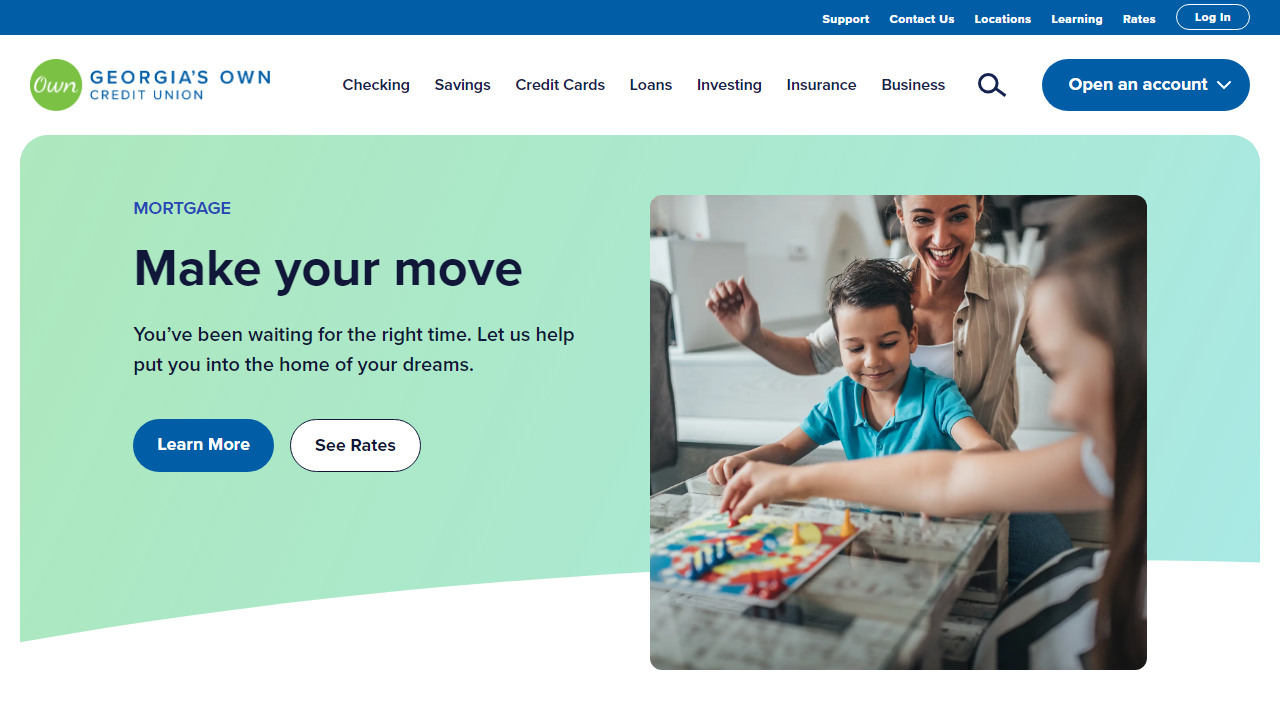 Support Contact Us Locations Learning Rates Log In
Own GEORGIA'S OWN
CREDIT UNION
Checking Savings Credit Cards Loans Investing Insurance Business Open an account
MORTGAGE
Make your move
You’ve been waiting for the right time. Let us help
put you into the home of your dreams.
Learn More See Rates